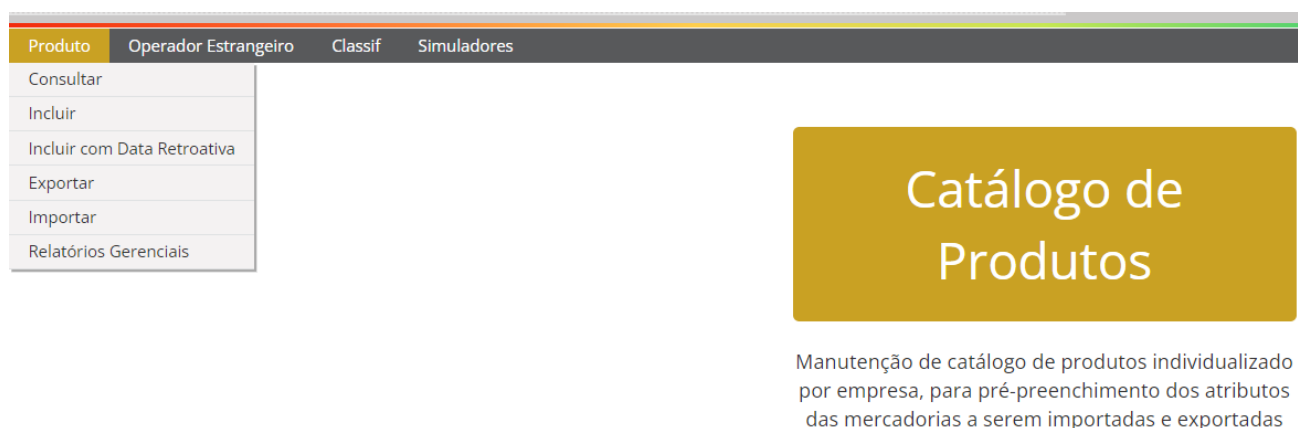 Produto Operador Estrangeiro Classif Simuladores
Consultar
Incluir
Incluir com Data Retroativa
Exportar
Importar
Relatórios Gerenciais
Catálogo de
Produtos
Manutenção de catálogo de produtos individualizado
por empresa, para pré-preenchimento dos atributos
das mercadorias a serem importadas e exportadas